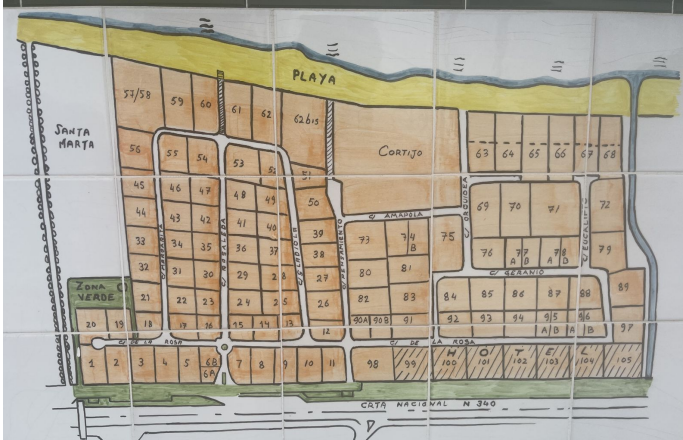 PLAYA
57/58 59 60 61 62 62 bis
SANTA
MARTA
CORTIJO
56 55 54 53 52 51
63 64 65 66 67 68
45 46 47 48 49 50
69 70 71 72
44 43 42 41 40 39
C/ AMAPOLA
C/ ORQUIDEA
C/ EUCALIPTO
33 34 35 36 37 38
73 74 B 75
76 77 A B 78 A B 79
C/ MARGARITA
C/ ROSALEDA
C/ GLADIOLA
C/ PENSAMIENTO
32 31 30 29 28 27
80 81
C/ GERANIO
ZONA
VERDE
21 22 23 24 25 26
82 83 84 85 86 87 88 89
20 19 18 17 16 15 14 13 12
90A 90B 91 92 93 94 95 A B 96 A B 97
C/ DE LA ROSA
C/ DE LA ROSA
HOTEL
1 2 3 4 5 6B 7 8 9 10 11 98 99 100 101 102 103 104 105
6A
CRTA NACIONAL N 340